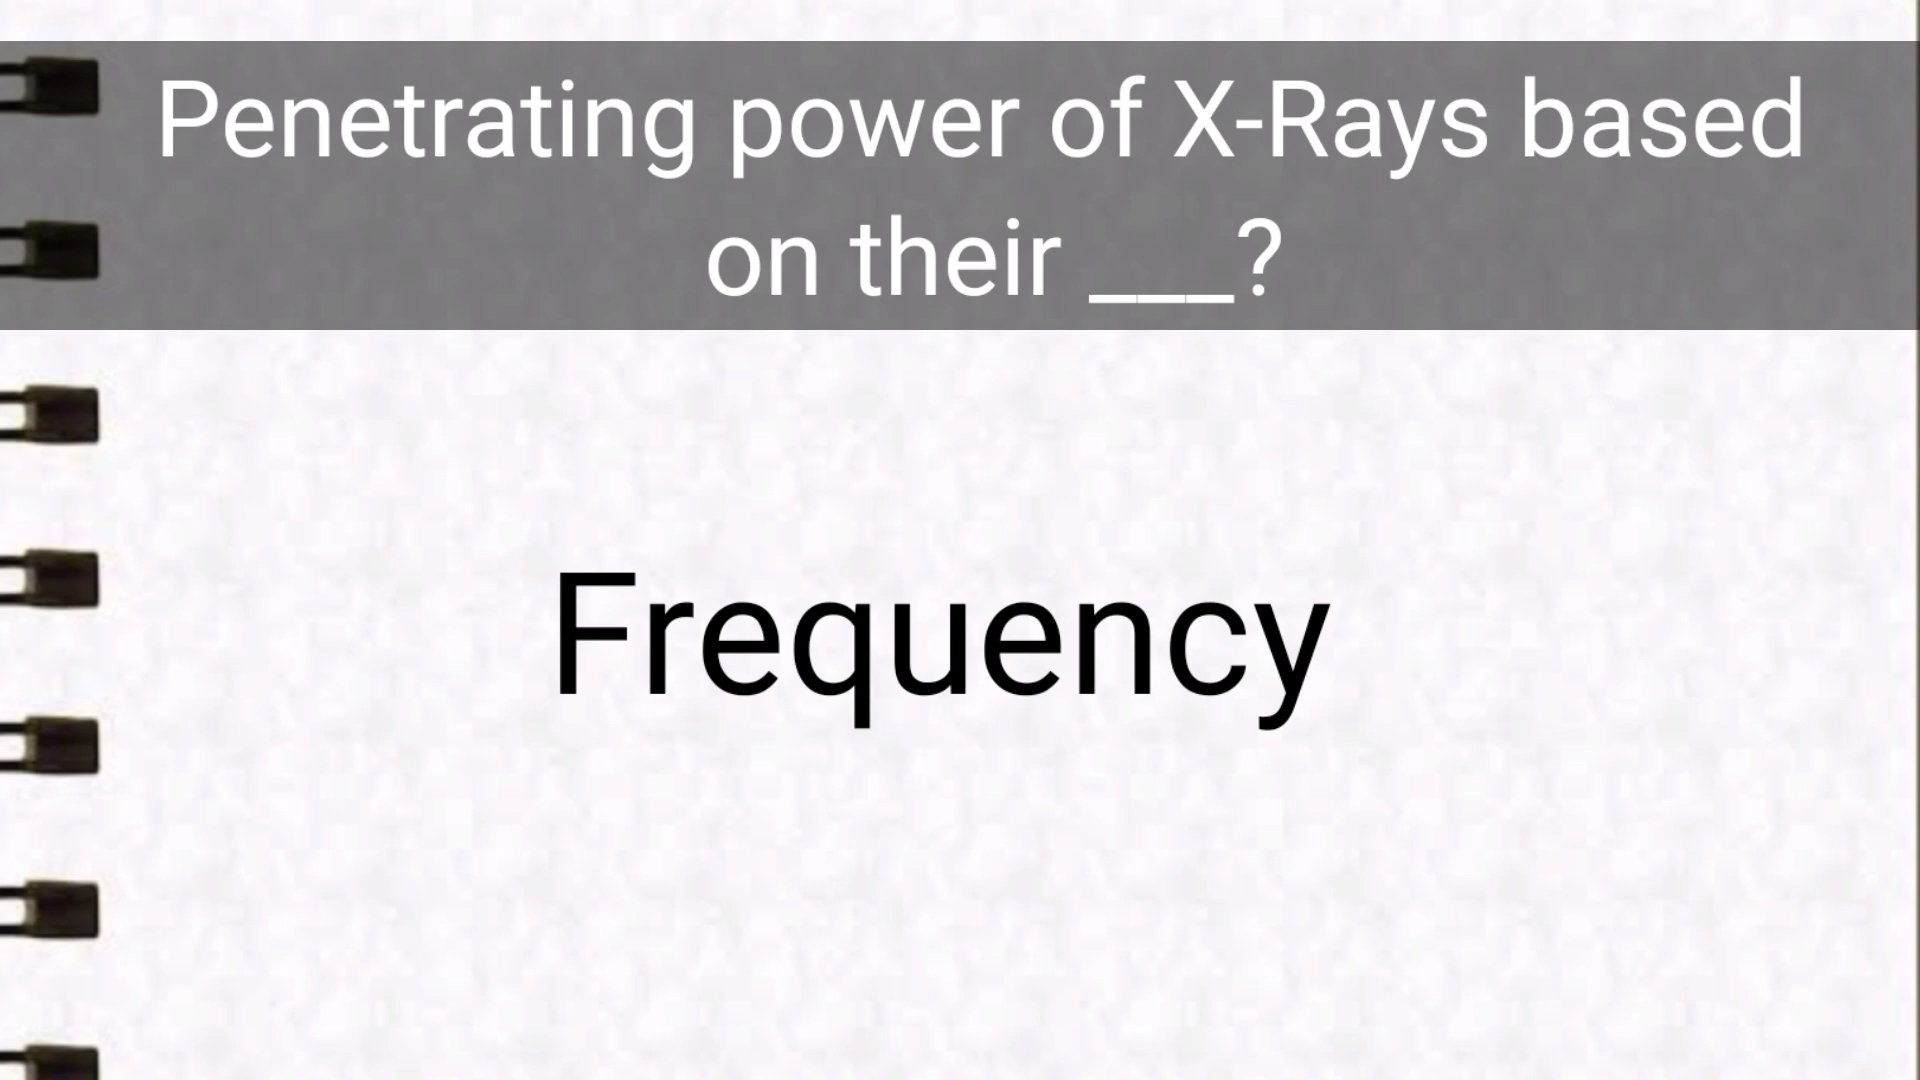 Penetrating power of X-Rays based
on their ___?
Frequency